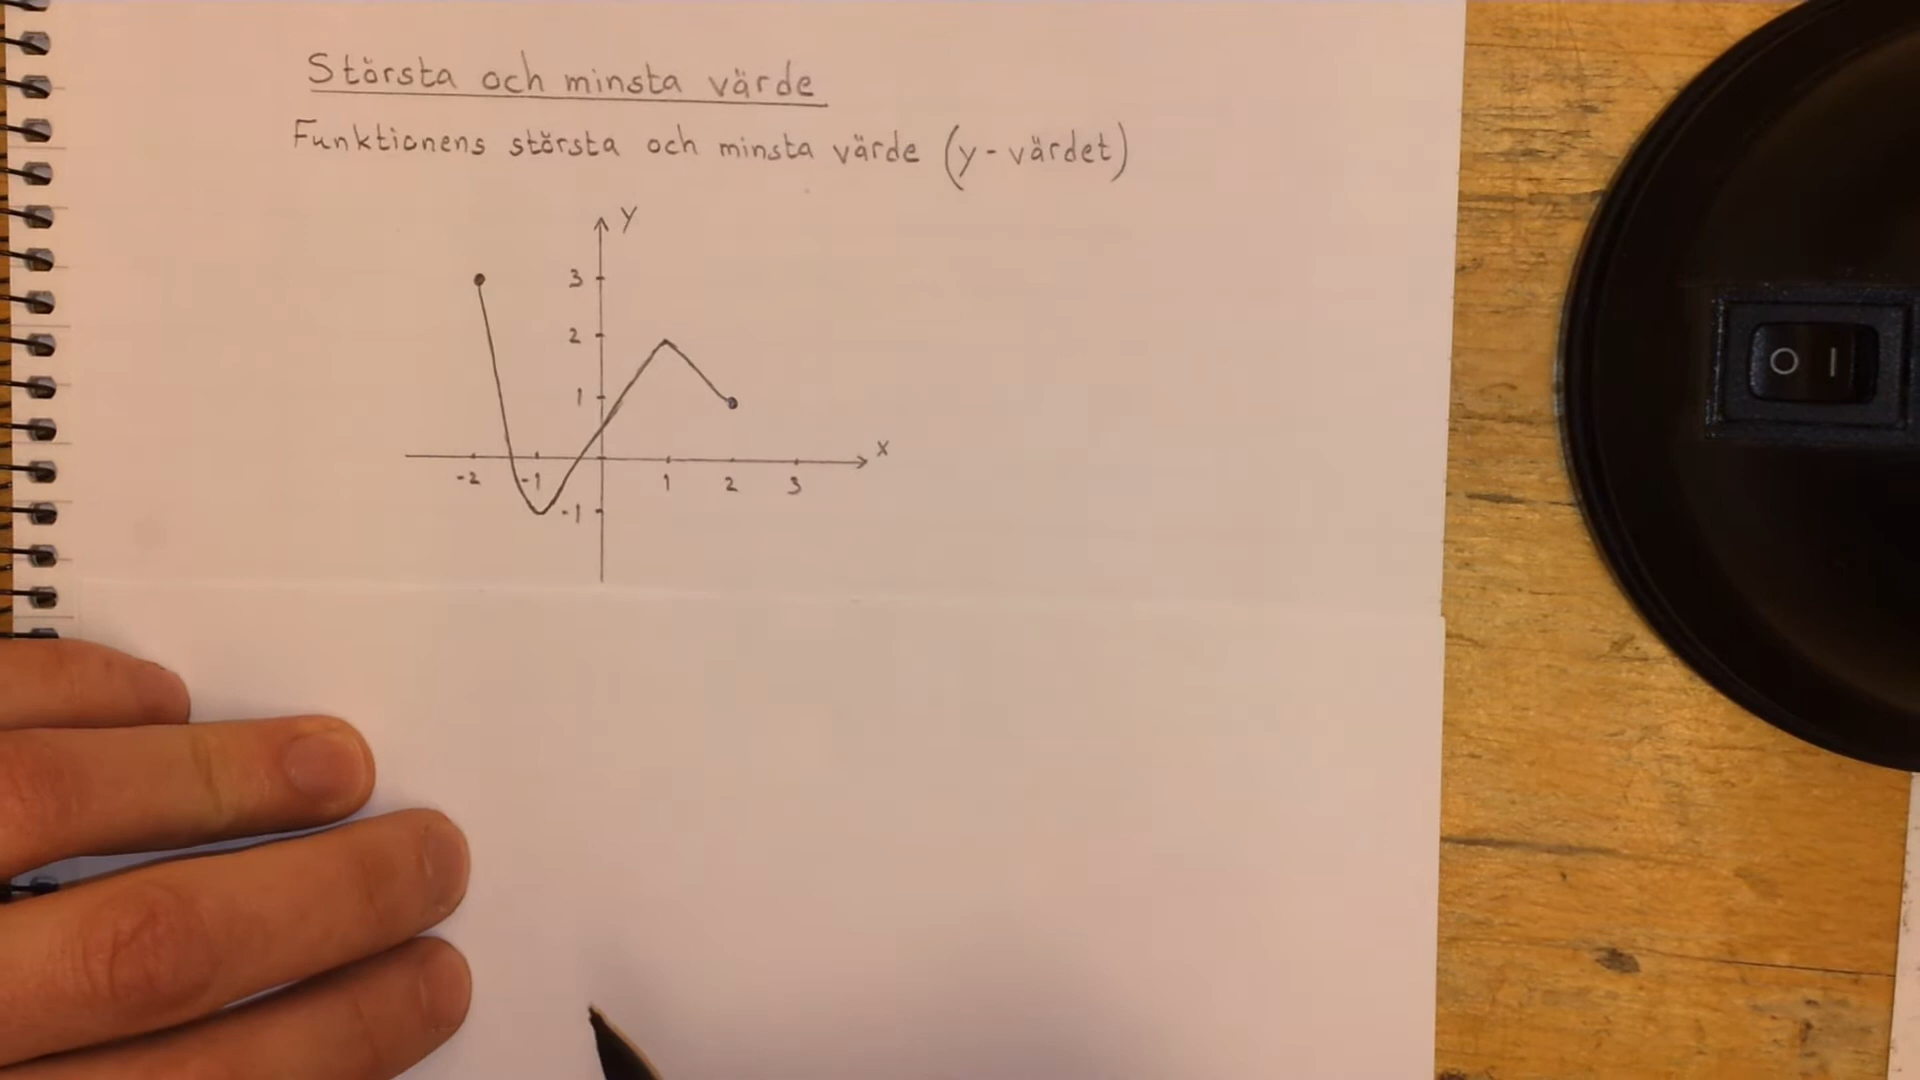 Största och minsta värde
Funktionens största och minsta värde (y-värdet)
y
3
2
1
x
-2 -1 1 2 3
-1
O I